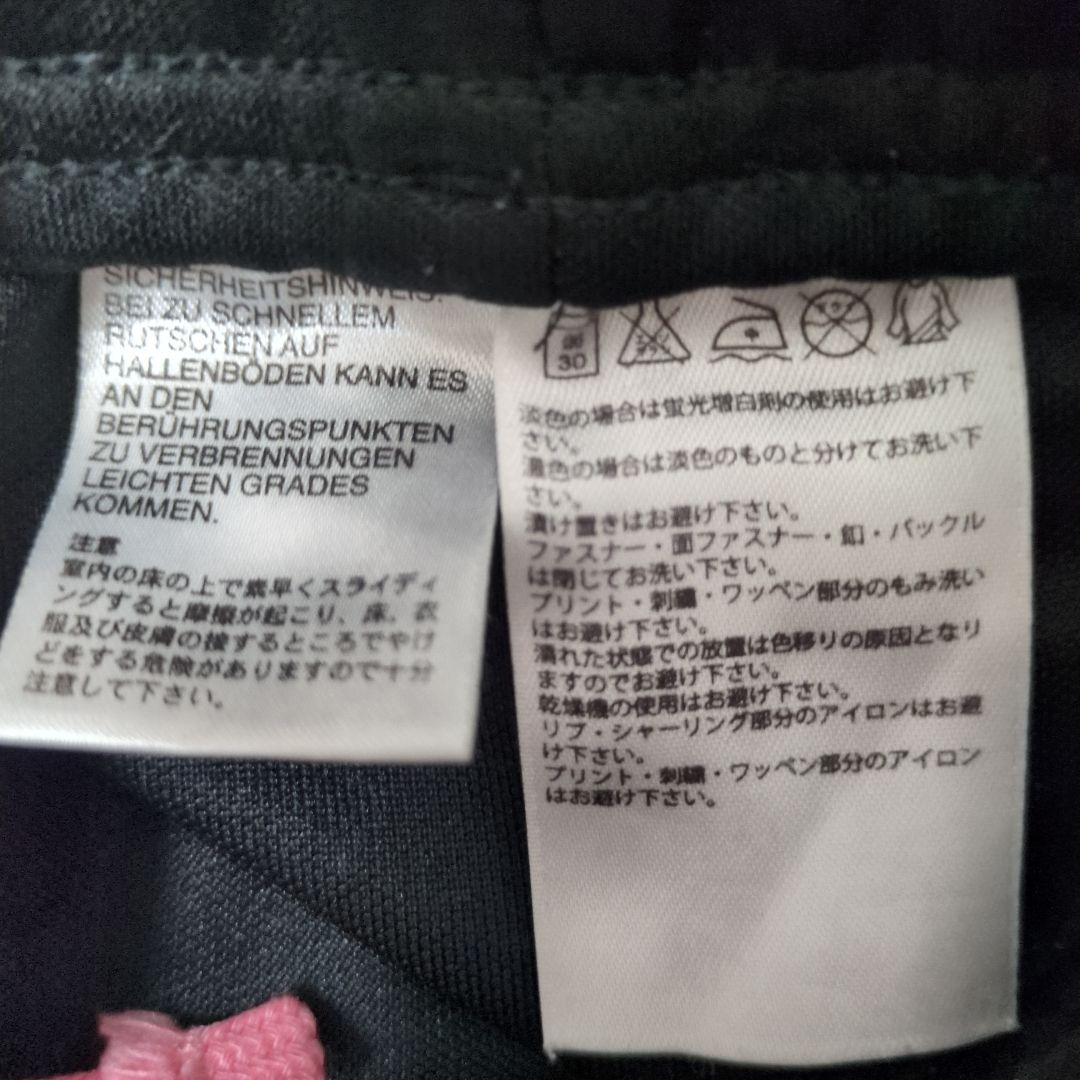 SICHERHEITSHINWEIS:
BEI ZU SCHNELLEM
RUTSCHEN AUF
HALLENBÖDEN KANN ES
AN DEN
BERÜHRUNGSPUNKTEN
ZU VERBRENNUNGEN
LEICHTEN GRADES
KOMMEN.
注意
室内の床の上で素早くスライディ
ングすると摩擦が起こり、床、衣
服及び皮膚の接するところでやけ
どをする危険がありますので十分
注意して下さい。
30
中
淡色の場合は蛍光増白剤の使用はお避け下
さい。
濃色の場合は淡色のものと分けてお洗い下
さい。
漬け置きはお避け下さい。
ファスナー・面ファスナー・釦・バックル
は閉じてお洗い下さい。
プリント・刺繍・ワッペン部分のもみ洗い
はお避け下さい。
濡れた状態での放置は色移りの原因となり
ますのでお避け下さい。
乾燥機の使用はお避け下さい。
リブ・シャーリング部分のアイロンはお避
け下さい。
プリント・刺繍・ワッペン部分のアイロン
はお避け下さい。